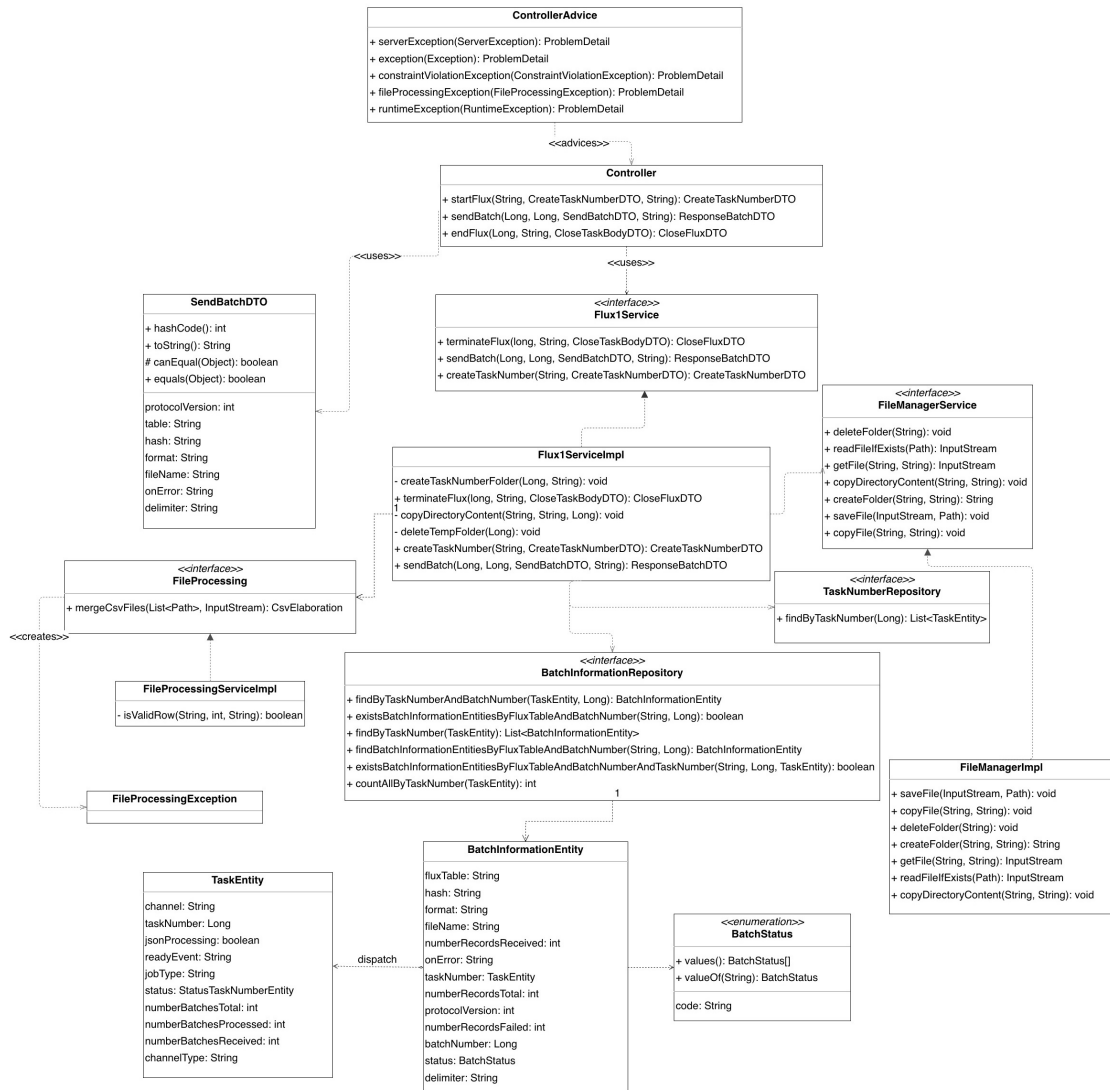 ControllerAdvice
+ serverException(ServerException): ProblemDetail
+ exception(Exception): ProblemDetail
+ constraintViolationException(ConstraintViolationException): ProblemDetail
+ fileProcessingException(FileProcessingException): ProblemDetail
+ runtimeException(RuntimeException): ProblemDetail
<<advices>>
Controller
+ startFlux(String, CreateTaskNumberDTO, String): CreateTaskNumberDTO
+ sendBatch(Long, Long, SendBatchDTO, String): ResponseBatchDTO
+ endFlux(Long, String, CloseTaskBodyDTO): CloseFluxDTO
<<uses>>
<<uses>>
SendBatchDTO
+ hashCode(): int
+ toString(): String
# canEqual(Object): boolean
+ equals(Object): boolean
protocolVersion: int
table: String
hash: String
format: String
fileName: String
onError: String
delimiter: String
<<interface>>
Flux1Service
+ terminateFlux(long, String, CloseTaskBodyDTO): CloseFluxDTO
+ sendBatch(Long, Long, SendBatchDTO, String): ResponseBatchDTO
+ createTaskNumber(String, CreateTaskNumberDTO): CreateTaskNumberDTO
<<interface>>
FileManagerService
+ deleteFolder(String): void
+ readFileIfExists(Path): InputStream
+ getFile(String, String): InputStream
+ copyDirectoryContent(String, String): void
+ createFolder(String, String): String
+ saveFile(InputStream, Path): void
+ copyFile(String, String): void
Flux1ServiceImpl
- createTaskNumberFolder(Long, String): void
+ terminateFlux(long, String, CloseTaskBodyDTO): CloseFluxDTO
1
- copyDirectoryContent(String, String, Long): void
- deleteTempFolder(Long): void
+ createTaskNumber(String, CreateTaskNumberDTO): CreateTaskNumberDTO
+ sendBatch(Long, Long, SendBatchDTO, String): ResponseBatchDTO
<<interface>>
FileProcessing
+ mergeCsvFiles(List<Path>, InputStream): CsvElaboration
<<creates>>
<<interface>>
TaskNumberRepository
+ findByTaskNumber(Long): List<TaskEntity>
FileProcessingServiceImpl
- isValidRow(String, int, String): boolean
<<interface>>
BatchInformationRepository
+ findByTaskNumberAndBatchNumber(TaskEntity, Long): BatchInformationEntity
+ existsBatchInformationEntitiesByFluxTableAndBatchNumber(String, Long): boolean
+ findByTaskNumber(TaskEntity): List<BatchInformationEntity>
+ findBatchInformationEntitiesByFluxTableAndBatchNumber(String, Long): BatchInformationEntity
+ existsBatchInformationEntitiesByFluxTableAndBatchNumberAndTaskNumber(String, Long, TaskEntity): boolean
+ countAllByTaskNumber(TaskEntity): int
1
FileProcessingException
FileManagerImpl
+ saveFile(InputStream, Path): void
+ copyFile(String, String): void
+ deleteFolder(String): void
+ createFolder(String, String): String
+ getFile(String, String): InputStream
+ readFileIfExists(Path): InputStream
+ copyDirectoryContent(String, String): void
TaskEntity
channel: String
taskNumber: Long
jsonProcessing: boolean
readyEvent: String
jobType: String
status: StatusTaskNumberEntity
numberBatchesTotal: int
numberBatchesProcessed: int
numberBatchesReceived: int
channelType: String
dispatch
BatchInformationEntity
fluxTable: String
hash: String
format: String
fileName: String
numberRecordsReceived: int
onError: String
taskNumber: TaskEntity
numberRecordsTotal: int
protocolVersion: int
numberRecordsFailed: int
batchNumber: Long
status: BatchStatus
delimiter: String
<<enumeration>>
BatchStatus
+ values(): BatchStatus[]
+ valueOf(String): BatchStatus
code: String